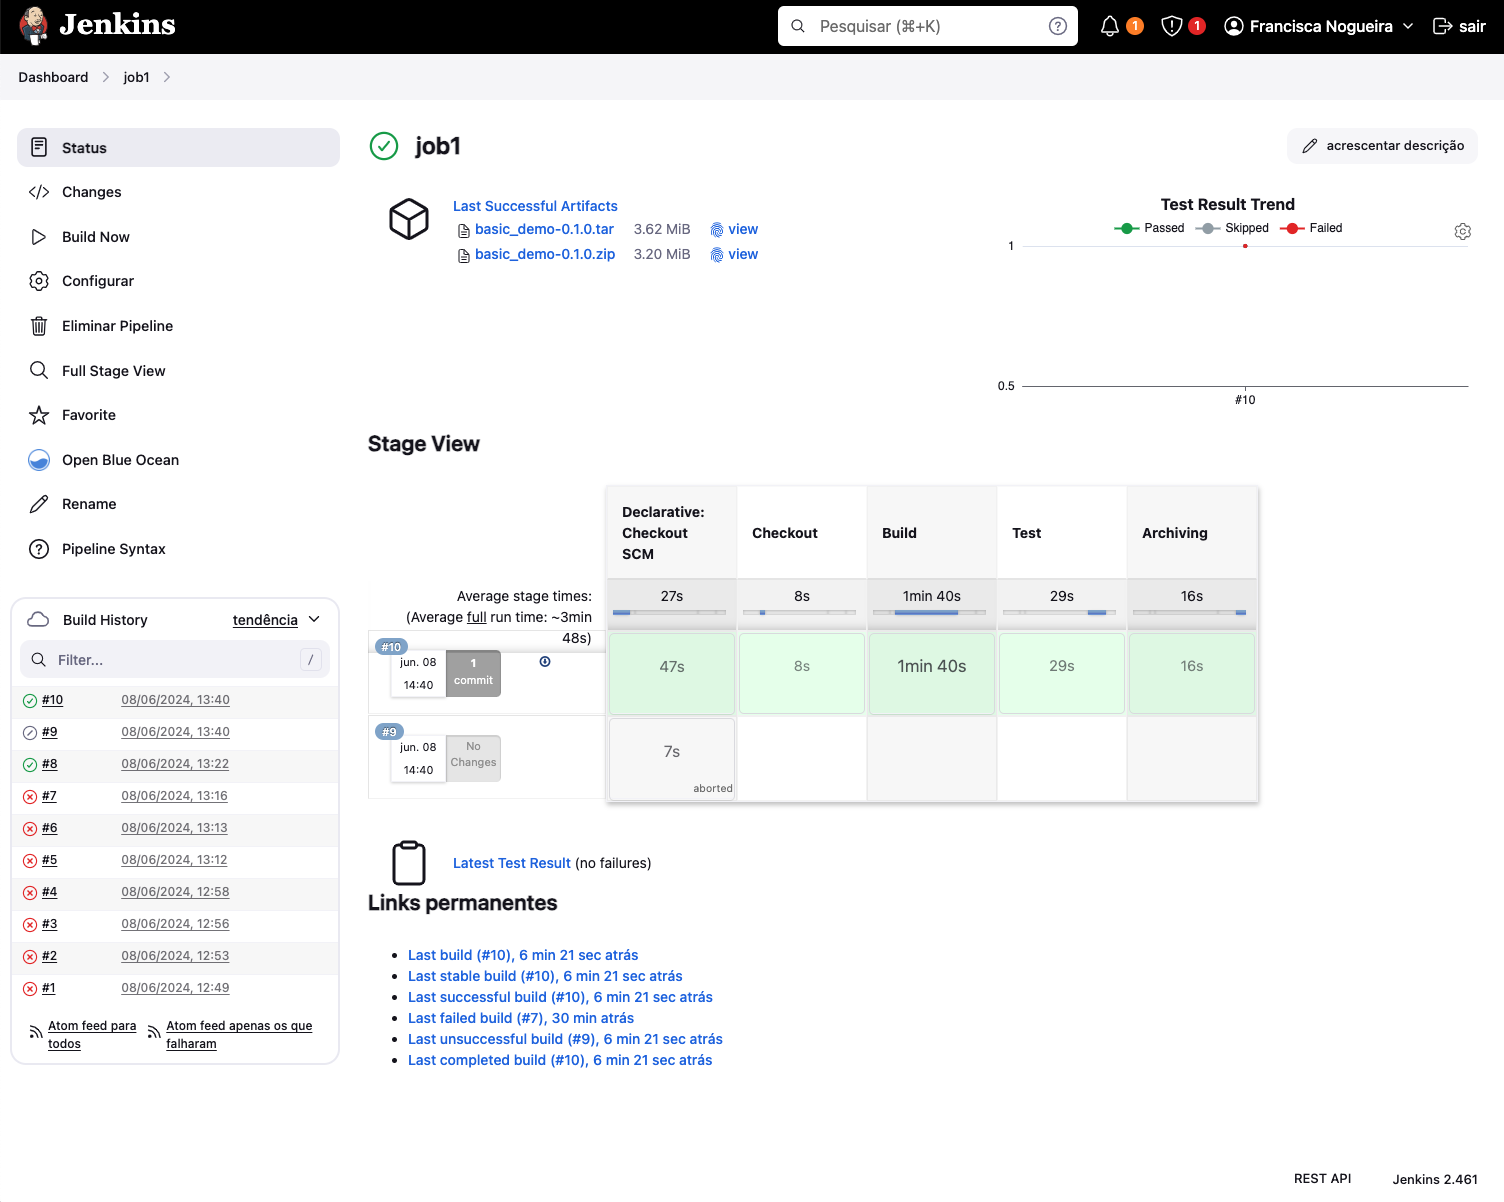 Jenkins
Pesquisar (⌘+K)
1
1
Francisca Nogueira
sair
Dashboard
job1
Status
Changes
Build Now
Configurar
Eliminar Pipeline
Full Stage View
Favorite
Open Blue Ocean
Rename
Pipeline Syntax
Build History
tendência
Filter...
/
#10 08/06/2024, 13:40
#9 08/06/2024, 13:40
#8 08/06/2024, 13:22
#7 08/06/2024, 13:16
#6 08/06/2024, 13:13
#5 08/06/2024, 13:12
#4 08/06/2024, 12:58
#3 08/06/2024, 12:56
#2 08/06/2024, 12:53
#1 08/06/2024, 12:49
Atom feed para
todos
Atom feed apenas os que
falharam
job1
acrescentar descrição
Last Successful Artifacts
basic_demo-0.1.0.tar 3.62 MiB view
basic_demo-0.1.0.zip 3.20 MiB view
Test Result Trend
Passed Skipped Failed
1
0.5
#10
Stage View
Declarative:
Checkout
SCM
Checkout
Build
Test
Archiving
Average stage times:
(Average full run time: ~3min
48s)
27s
8s
1min 40s
29s
16s
#10
jun. 08
14:40
1
commit
47s
8s
1min 40s
29s
16s
#9
jun. 08
14:40
No
Changes
7s
aborted
Latest Test Result (no failures)
Links permanentes
Last build (#10), 6 min 21 sec atrás
Last stable build (#10), 6 min 21 sec atrás
Last successful build (#10), 6 min 21 sec atrás
Last failed build (#7), 30 min atrás
Last unsuccessful build (#9), 6 min 21 sec atrás
Last completed build (#10), 6 min 21 sec atrás
REST API
Jenkins 2.461